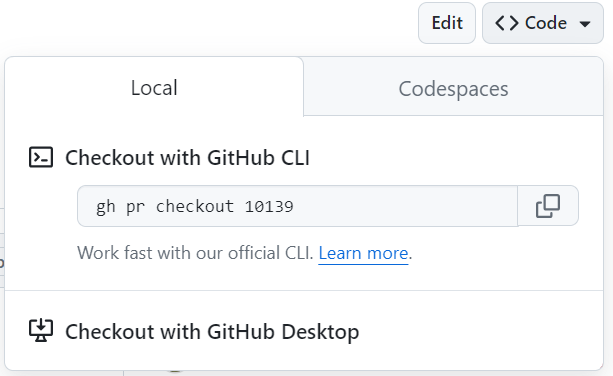 Edit
<> Code
Local
Codespaces
Checkout with GitHub CLI
gh pr checkout 10139
Work fast with our official CLI. Learn more.
Checkout with GitHub Desktop